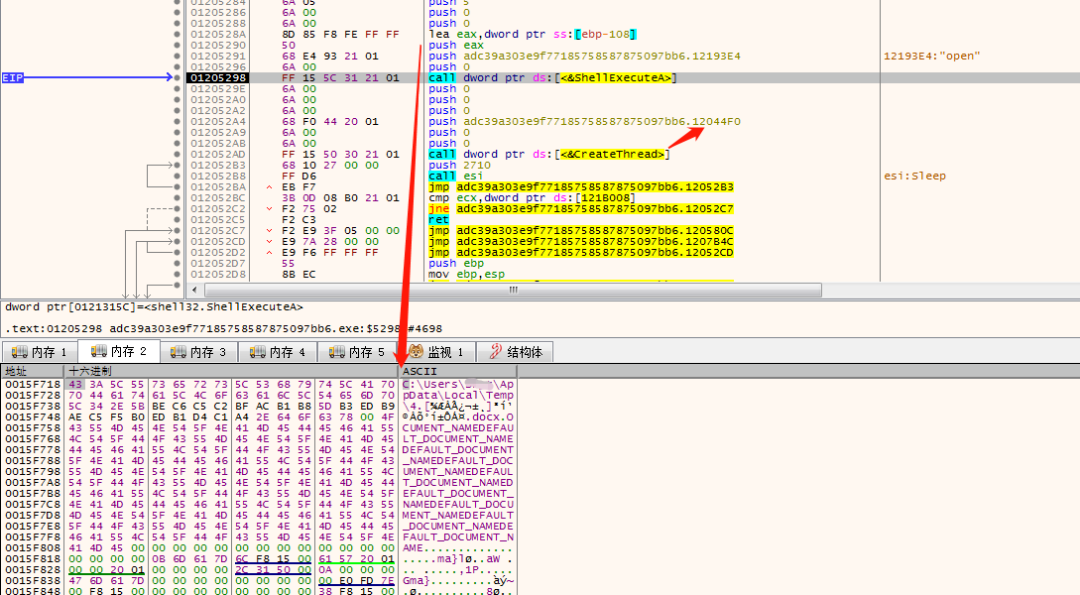 01205284 6A 05 push 5
01205286 6A 00 push 0
01205288 6A 00 push 0
0120528A 8D 85 F8 FE FF FF lea eax,dword ptr ss:[ebp-108]
01205290 50 push eax
01205291 68 E4 93 21 01 push adc39a303e9f77185758587875097bb6.12193E4 12193E4:"open"
01205296 6A 00 push 0
EIP 01205298 FF 15 5C 31 21 01 call dword ptr ds:[<&ShellExecuteA>]
0120529E 6A 00 push 0
012052A0 6A 00 push 0
012052A2 6A 00 push 0
012052A4 68 F0 44 20 01 push adc39a303e9f77185758587875097bb6.12044F0
012052A9 6A 00 push 0
012052AB 6A 00 push 0
012052AD FF 15 50 30 21 01 call dword ptr ds:[<&CreateThread>]
012052B3 68 10 27 00 00 push 2710
012052B8 FF D6 call esi esi:Sleep
012052BA EB F7 jmp adc39a303e9f77185758587875097bb6.12052B3
012052BC 3B 0D 08 B0 21 01 cmp ecx,dword ptr ds:[121B008]
012052C2 F2 75 02 jne adc39a303e9f77185758587875097bb6.12052C7
012052C5 F2 C3 ret
012052C7 F2 E9 3F 05 00 00 jmp adc39a303e9f77185758587875097bb6.120580C
012052CD E9 7A 28 00 00 jmp adc39a303e9f77185758587875097bb6.1207B4C
012052D2 E9 F6 FF FF FF jmp adc39a303e9f77185758587875097bb6.12052CD
012052D7 55 push ebp
012052D8 8B EC mov ebp,esp
dword ptr[0121315C]=<shell32.ShellExecuteA>
.text:01205298 adc39a303e9f77185758587875097bb6.exe:$5298 #4698
内存 1 内存 2 内存 3 内存 4 内存 5 监视 1 结构体
地址 十六进制 ASCII
0015F718 43 3A 5C 55 73 65 72 73 5C 53 68 79 74 5C 41 70 C:\Users\ \Ap
0015F728 70 44 61 74 61 5C 4C 6F 63 61 6C 5C 54 65 6D 70 pData\Local\Temp
0015F738 5C 34 2E 5B BE C6 C5 C2 BF AC B1 B8 5D B3 ED B9 \4.[¾ÆÅÂ¿¬±¸]³í¹
0015F748 AE C5 F5 B0 ED B1 D4 C1 A4 2E 64 6F 63 78 00 4F ®Åõ°í±ÔÁ¤.docx.O
0015F758 43 55 4D 45 4E 54 5F 4E 41 4D 45 44 45 46 41 55 CUMENT_NAMEDEFAU
0015F768 4C 54 5F 44 4F 43 55 4D 45 4E 54 5F 4E 41 4D 45 LT_DOCUMENT_NAME
0015F778 44 45 46 41 55 4C 54 5F 44 4F 43 55 4D 45 4E 54 DEFAULT_DOCUMENT
0015F788 5F 4E 41 4D 45 44 45 46 41 55 4C 54 5F 44 4F 43 _NAMEDEFAULT_DOC
0015F798 55 4D 45 4E 54 5F 4E 41 4D 45 44 45 46 41 55 4C UMENT_NAMEDEFAUL
0015F7A8 54 5F 44 4F 43 55 4D 45 4E 54 5F 4E 41 4D 45 44 T_DOCUMENT_NAMED
0015F7B8 45 46 41 55 4C 54 5F 44 4F 43 55 4D 45 4E 54 5F EFAULT_DOCUMENT_
0015F7C8 4E 41 4D 45 44 45 46 41 55 4C 54 5F 44 4F 43 55 NAMEDEFAULT_DOCU
0015F7D8 4D 45 4E 54 5F 4E 41 4D 45 44 45 46 41 55 4C 54 MENT_NAMEDEFAULT
0015F7E8 5F 44 4F 43 55 4D 45 4E 54 5F 4E 41 4D 45 44 45 _DOCUMENT_NAMEDE
0015F7F8 46 41 55 4C 54 5F 44 4F 43 55 4D 45 4E 54 5F 4E FAULT_DOCUMENT_N
0015F808 41 4D 45 00 00 00 00 00 00 00 00 00 00 00 00 00 AME.............
0015F818 00 00 00 00 0B 6D 61 7D 6C F8 15 00 61 57 20 01 .....ma}lø..aW .
0015F828 00 00 20 01 00 00 00 00 2C 31 50 00 0A 00 00 00 .. .....,1P.....
0015F838 47 6D 61 7D 00 00 00 00 00 00 00 00 00 E0 FD 7E Gma}.........àý~
0015F848 00 F8 15 00 00 00 00 00 38 F8 15 00